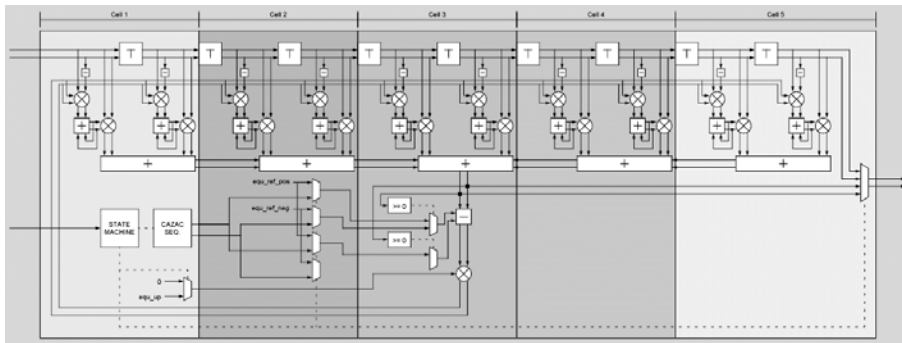 Cell 1 Cell 2 Cell 3 Cell 4 Cell 5
T T T T T T T T T
equ_ref_pos
equ_ref_neg
>= 0
>= 0
STATE MACHINE
CAZAC SEQ.
0
equ_up